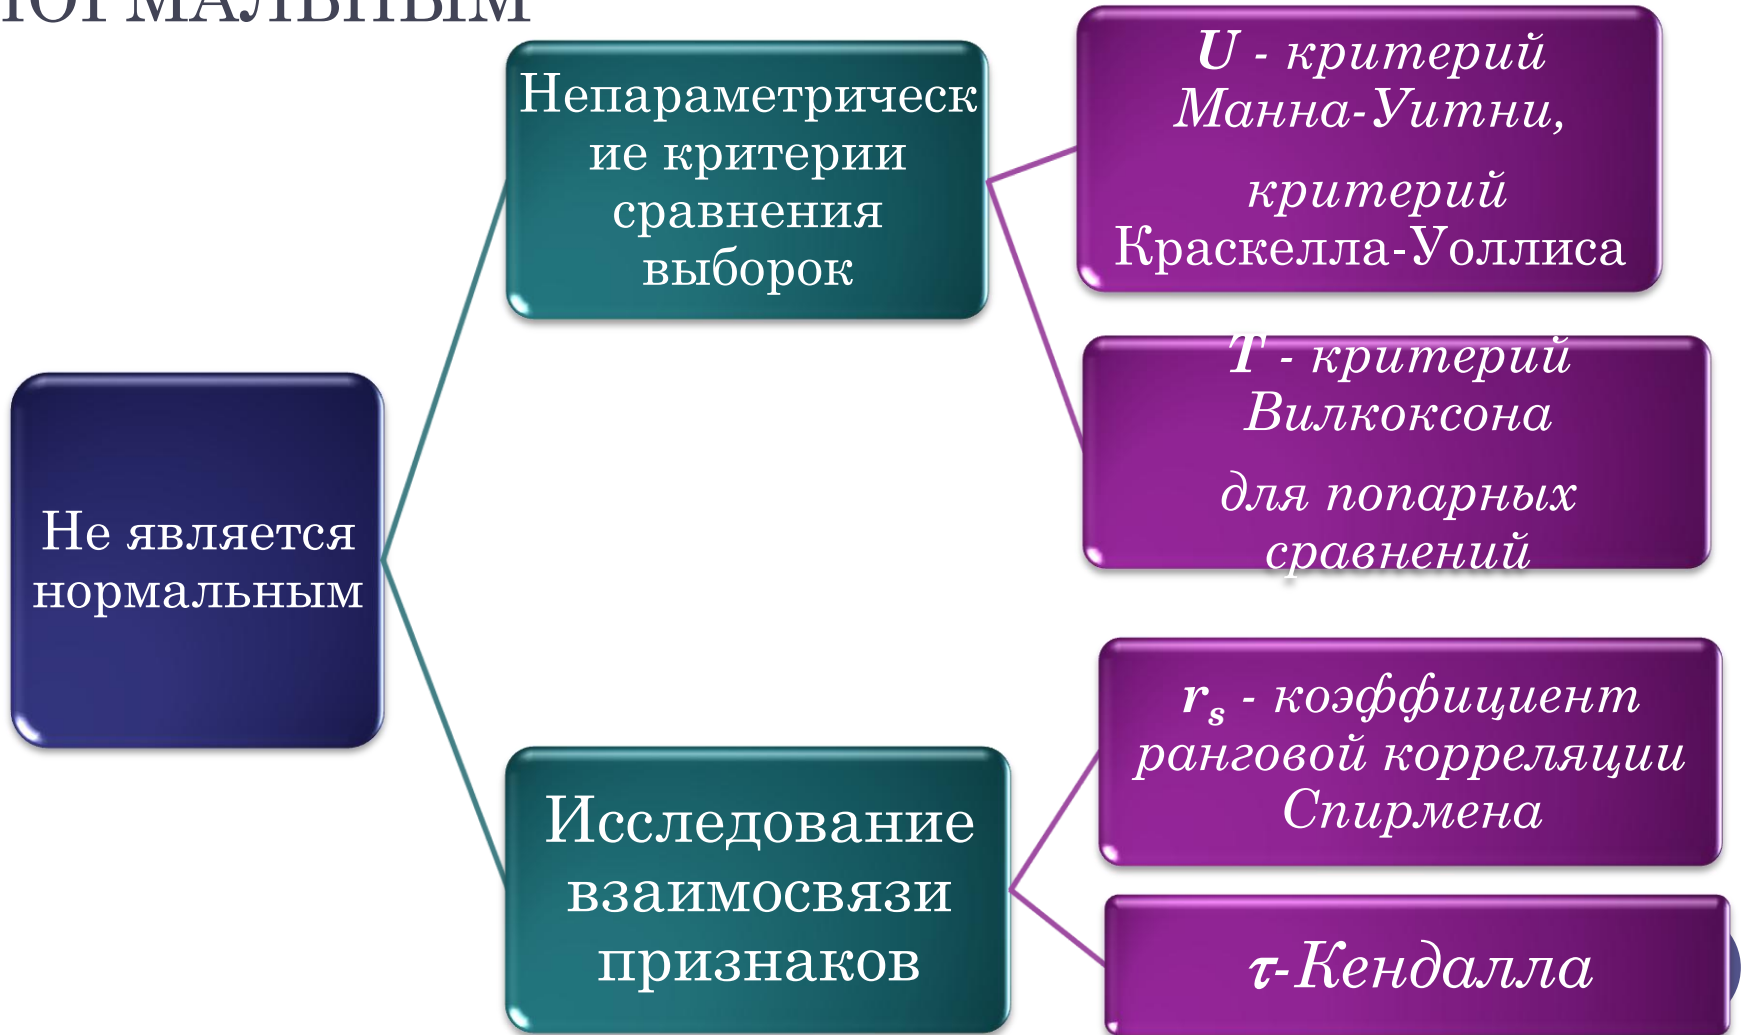 НОРМАЛЬНЫМ
Не является
нормальным
Непараметрическ
ие критерии
сравнения
выборок
U - критерий
Манна-Уитни,
критерий
Краскелла-Уоллиса
T - критерий
Вилкоксона
для попарных
сравнений
Исследование
взаимосвязи
признаков
rs - коэффициент
ранговой корреляции
Спирмена
τ-Кендалла